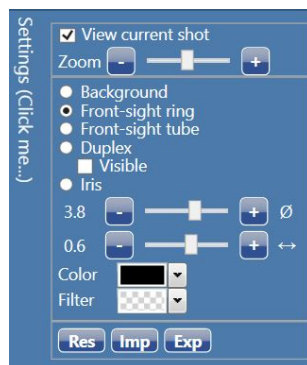 Settings (Click me...)
View current shot
Zoom - +
Background
Front-sight ring
Front-sight tube
Duplex
Visible
Iris
3.8 - + Ø
0.6 - + ↔
Color
Filter
Res Imp Exp